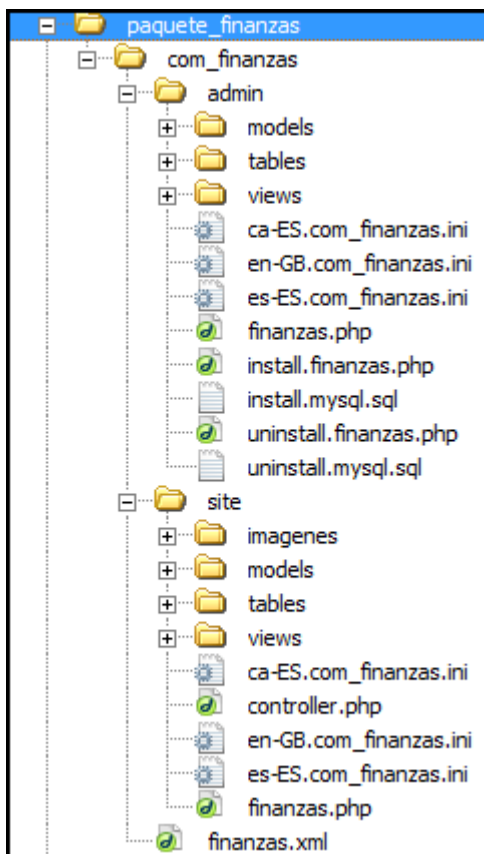 paquete_finanzas
com_finanzas
admin
models
tables
views
ca-ES.com_finanzas.ini
en-GB.com_finanzas.ini
es-ES.com_finanzas.ini
finanzas.php
install.finanzas.php
install.mysql.sql
uninstall.finanzas.php
uninstall.mysql.sql
site
imagenes
models
tables
views
ca-ES.com_finanzas.ini
controller.php
en-GB.com_finanzas.ini
es-ES.com_finanzas.ini
finanzas.php
finanzas.xml